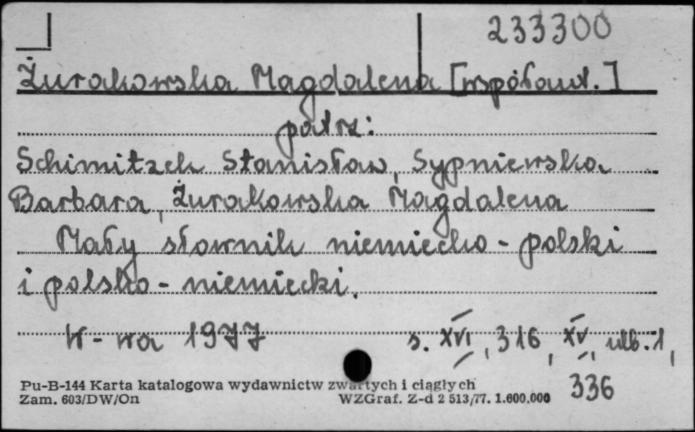 233300
Żurakowska Magdalena [współaut.]
patrz:
Schimitzek Stanisław, Sypniewska
Barbara, Żurakowska Magdalena
Mały słownik niemiecko-polski
i polsko-niemiecki.
W-wa 1977 s. XVI, 316, XV, ulb. 1,
336
Pu-B-144 Karta katalogowa wydawnictw zwartych i ciągłych
Zam. 603/DW/On WZGraf. Z-d 2 513/77. 1.600.000